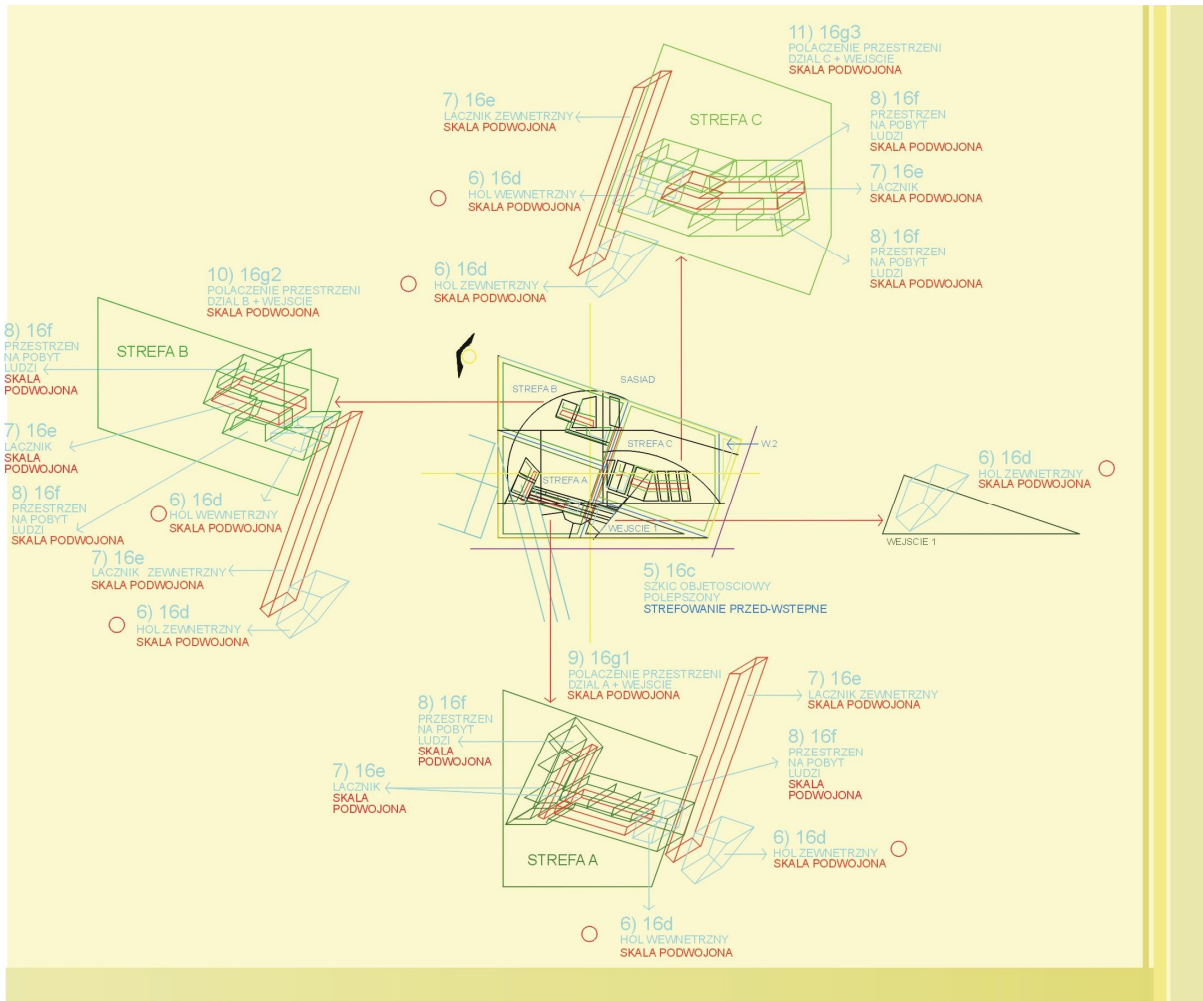 11) 16g3
POLACZENIE PRZESTRZENI
DZIAL C + WEJSCIE
SKALA PODWOJONA
7) 16e
LACZNIK ZEWNETRZNY
SKALA PODWOJONA
STREFA C
8) 16f
PRZESTRZEN
NA POBYT
LUDZI
SKALA PODWOJONA
6) 16d
HOL WEWNETRZNY
SKALA PODWOJONA
7) 16e
LACZNIK
SKALA PODWOJONA
8) 16f
PRZESTRZEN
NA POBYT
LUDZI
SKALA PODWOJONA
6) 16d
HOL ZEWNETRZNY
SKALA PODWOJONA
10) 16g2
POLACZENIE PRZESTRZENI
DZIAL B + WEJSCIE
SKALA PODWOJONA
8) 16f
PRZESTRZEN
NA POBYT
LUDZI
SKALA
PODWOJONA
STREFA B
7) 16e
LACZNIK
SKALA
PODWOJONA
8) 16f
PRZESTRZEN
NA POBYT
LUDZI
SKALA PODWOJONA
6) 16d
HOL WEWNETRZNY
SKALA PODWOJONA
7) 16e
LACZNIK ZEWNETRZNY
SKALA PODWOJONA
6) 16d
HOL ZEWNETRZNY
SKALA PODWOJONA
STREFA B
SASIAD
STREFA C
W.2
STREFA A
WEJSCIE 1
6) 16d
HOL ZEWNETRZNY
SKALA PODWOJONA
WEJSCIE 1
5) 16c
SZKIC OBJETOSCIOWY
POLEPSZONY
STREFOWANIE PRZED-WSTEPNE
9) 16g1
POLACZENIE PRZESTRZENI
DZIAL A + WEJSCIE
SKALA PODWOJONA
8) 16f
PRZESTRZEN
NA POBYT
LUDZI
SKALA
PODWOJONA
7) 16e
LACZNIK ZEWNETRZNY
SKALA PODWOJONA
7) 16e
LACZNIK
SKALA
PODWOJONA
8) 16f
PRZESTRZEN
NA POBYT
LUDZI
SKALA
PODWOJONA
STREFA A
6) 16d
HOL ZEWNETRZNY
SKALA PODWOJONA
6) 16d
HOL WEWNETRZNY
SKALA PODWOJONA